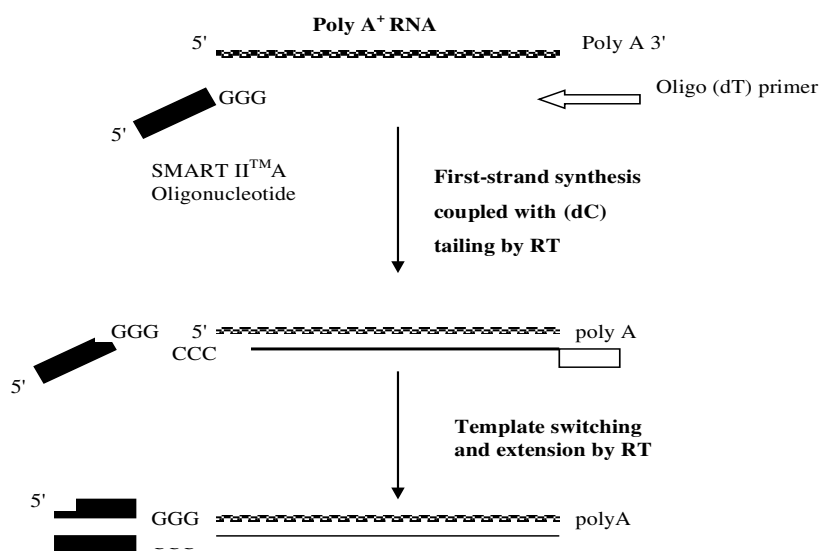 Poly A+ RNA
5'
Poly A 3'
GGG
Oligo (dT) primer
5'
SMART II™A
Oligonucleotide
First-strand synthesis
coupled with (dC)
tailing by RT
GGG
5'
poly A
CCC
5'
Template switching
and extension by RT
5'
GGG
polyA